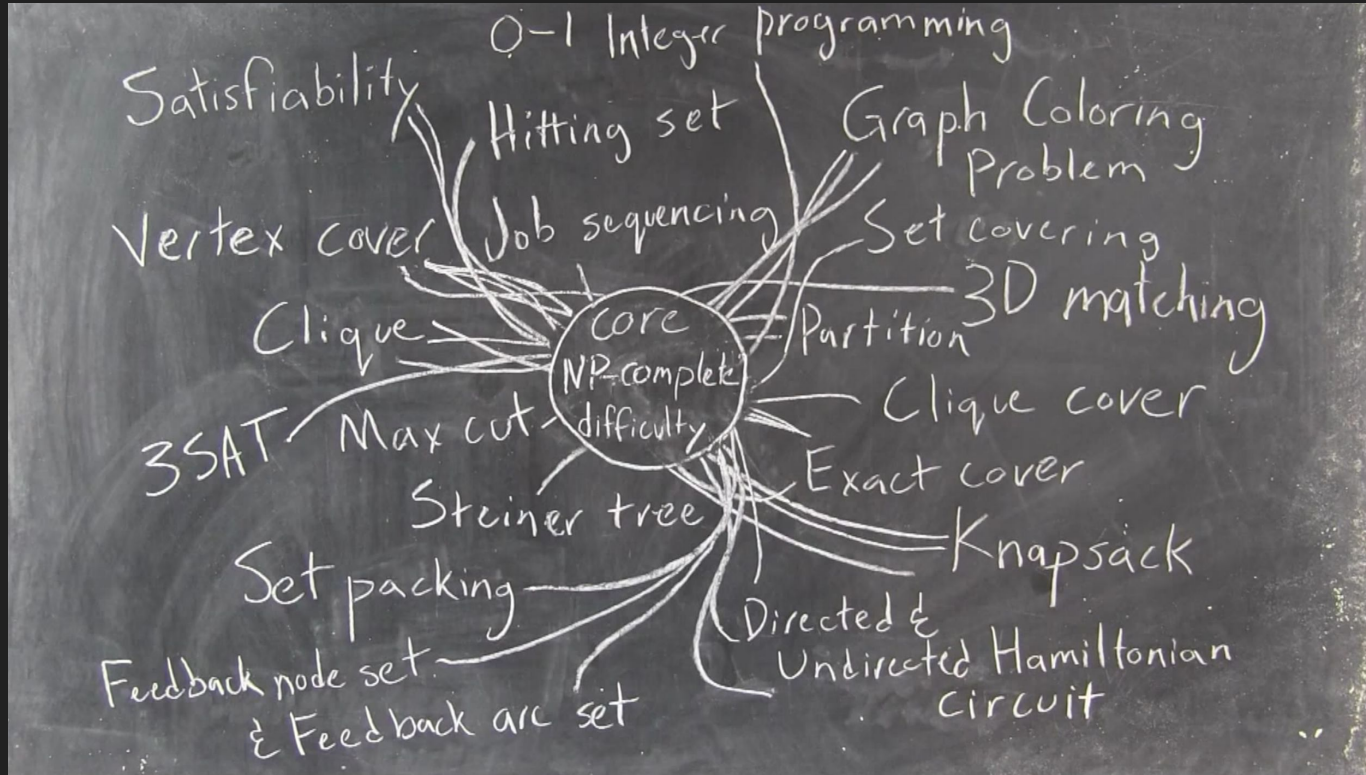 0-1 Integer programming
Satisfiability
Hitting set
Graph Coloring
Problem
Vertex cover
Job sequencing
Set covering
3D matching
Clique
Partition
core
NP-complete
difficulty
Clique cover
3SAT
Max cut
Exact cover
Steiner tree
Knapsack
Set packing
Directed &
Undirected Hamiltonian
Circuit
Feedback node set
& Feedback arc set